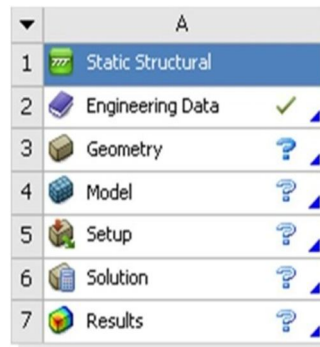 A
1 Static Structural
2 Engineering Data
3 Geometry
4 Model
5 Setup
6 Solution
7 Results